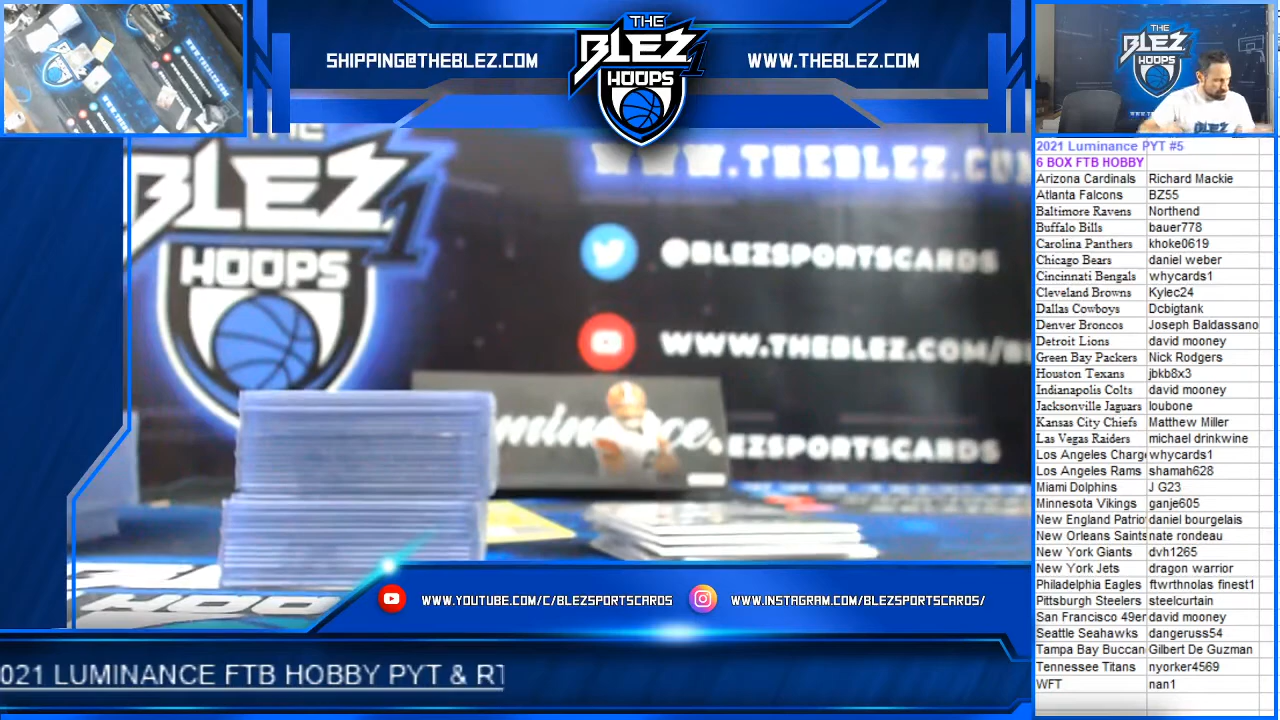 SHIPPING@THEBLEZ.COM
THE
BLEZ 1
HOOPS
WWW.THEBLEZ.COM
THE
BLEZ
HOOPS
THE
BLEZ 1
HOOPS
WWW.THEBLEZ.COM
@BLEZSPORTSCARDS
WWW.THEBLEZ.COM/B
EZSPORTSCARDS
WWW.YOUTUBE.COM/C/BLEZSPORTSCARDS
WWW.INSTAGRAM.COM/BLEZSPORTSCARDS/
021 LUMINANCE FTB HOBBY PYT & RT
2021 Luminance PYT #5
6 BOX FTB HOBBY
Arizona Cardinals Richard Mackie
Atlanta Falcons BZ55
Baltimore Ravens Northend
Buffalo Bills bauer778
Carolina Panthers khoke0619
Chicago Bears daniel weber
Cincinnati Bengals whycards1
Cleveland Browns Kylec24
Dallas Cowboys Dcbigtank
Denver Broncos Joseph Baldassano
Detroit Lions david mooney
Green Bay Packers Nick Rodgers
Houston Texans jbkb8x3
Indianapolis Colts david mooney
Jacksonville Jaguars loubone
Kansas City Chiefs Matthew Miller
Las Vegas Raiders michael drinkwine
Los Angeles Charg whycards1
Los Angeles Rams shamah628
Miami Dolphins J G23
Minnesota Vikings ganje605
New England Patrio daniel bourgelais
New Orleans Saints nate rondeau
New York Giants dvh1265
New York Jets dragon warrior
Philadelphia Eagles ftwrthnolas finest1
Pittsburgh Steelers steelcurtain
San Francisco 49er david mooney
Seattle Seahawks dangeruss54
Tampa Bay Buccan Gilbert De Guzman
Tennessee Titans nyorker4569
WFT nan1